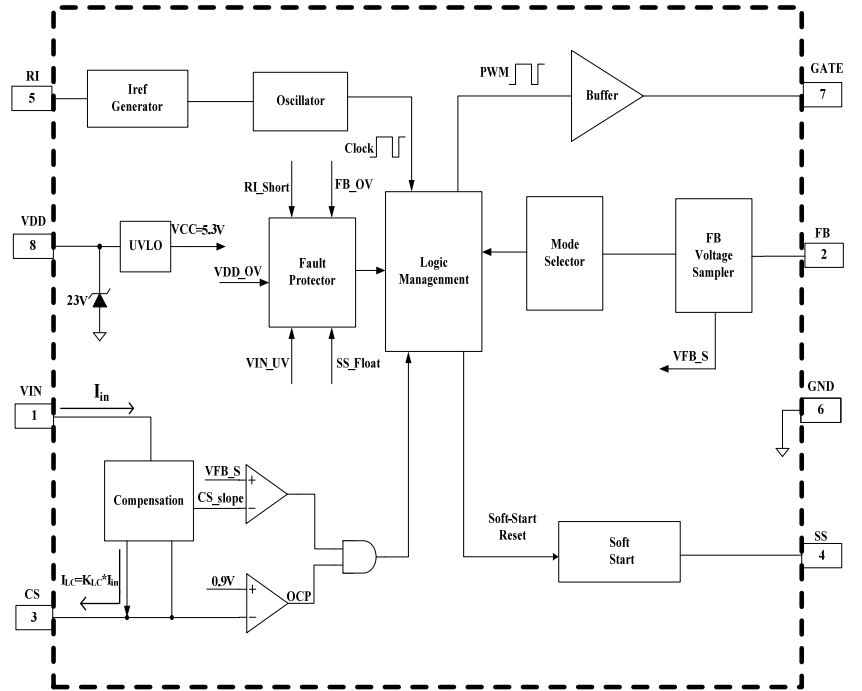 RI
5
Iref
Generator
Oscillator
PWM
Buffer
GATE
7
Clock
RI_Short
FB_OV
VDD
8
UVLO
VCC=5.3V
23V
VDD_OV
Fault
Protector
VIN_UV
SS_Float
Logic
Managenment
Mode
Selector
FB
Voltage
Sampler
FB
2
VFB_S
GND
6
VIN
1
Iin
Compensation
VFB_S
+
CS_slope
−
ILC=KLC*Iin
CS
3
0.9V
+
−
OCP
Soft-Start
Reset
Soft
Start
SS
4